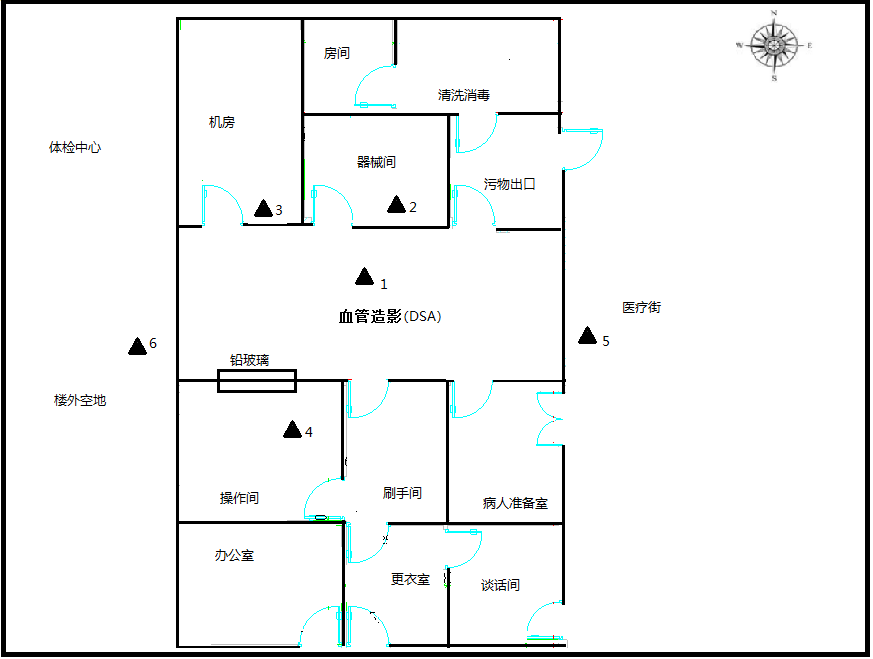 N
W
E
S
房间
清洗消毒
机房
体检中心
器械间
污物出口
3
2
1
医疗街
血管造影(DSA)
5
6
铅玻璃
楼外空地
4
操作间
刷手间
病人准备室
办公室
更衣室
谈话间